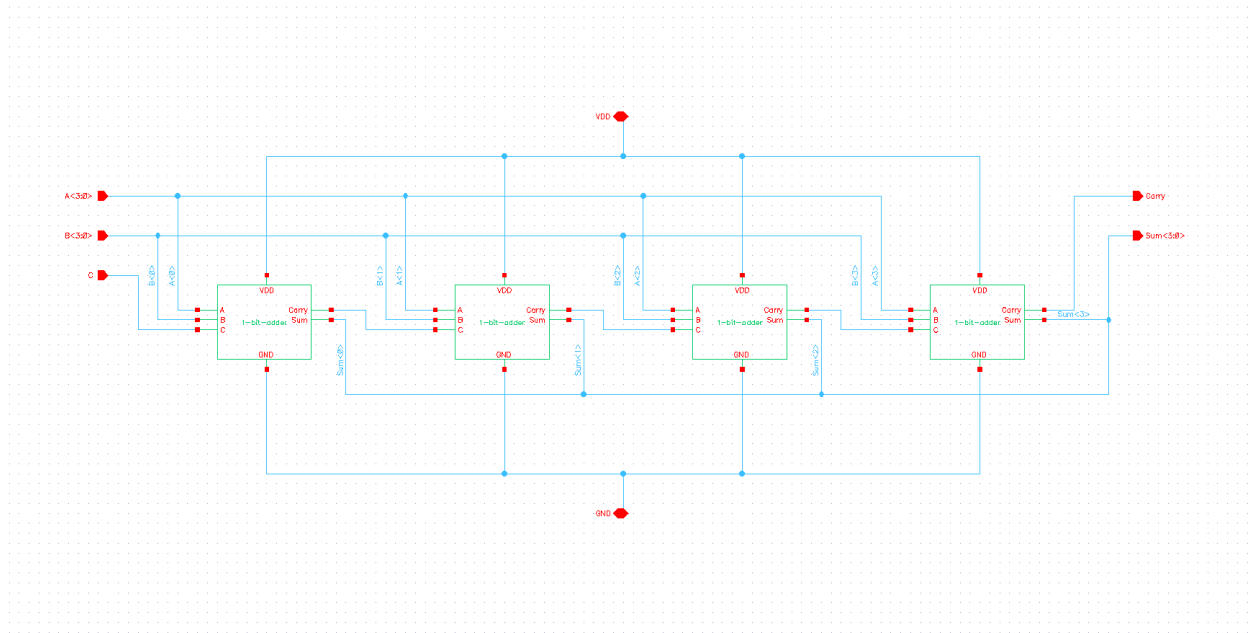 VDD
A<3:0>
Carry
B<3:0>
Sum<3:0>
C
B<0>
A<0>
B<1>
A<1>
B<2>
A<2>
B<3>
A<3>
VDD
A
B
C
1-bit-adder
Carry
Sum
GND
Sum<0>
VDD
A
B
C
1-bit-adder
Carry
Sum
GND
Sum<1>
VDD
A
B
C
1-bit-adder
Carry
Sum
GND
Sum<2>
VDD
A
B
C
1-bit-adder
Carry
Sum
GND
Sum<3>
GND